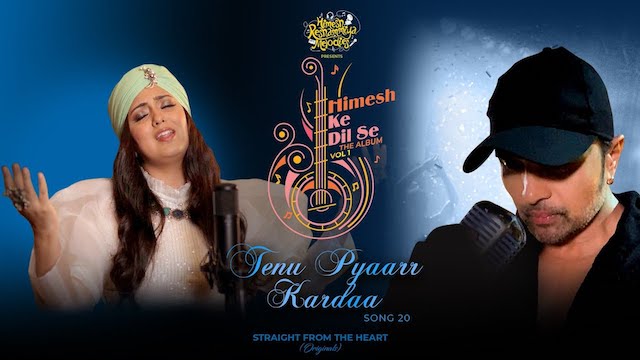 Himesh
Reshammiya
Melodies
PRESENTS
Himesh
Ke
Dil Se
THE ALBUM
VOL 1
Tenu Pyaarr
Kardaa
SONG 20
STRAIGHT FROM THE HEART
(Originals)